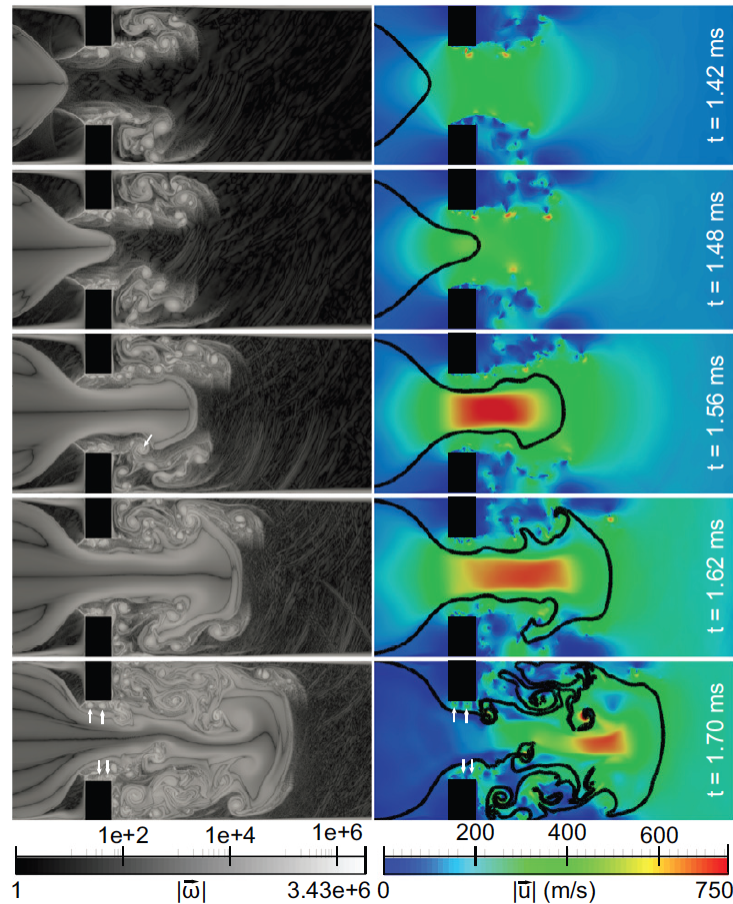 t = 1.42 ms
t = 1.48 ms
t = 1.56 ms
t = 1.62 ms
t = 1.70 ms
1e+2 1e+4 1e+6
1 |ω⃗| 3.43e+6
200 400 600
0 |u⃗| (m/s) 750